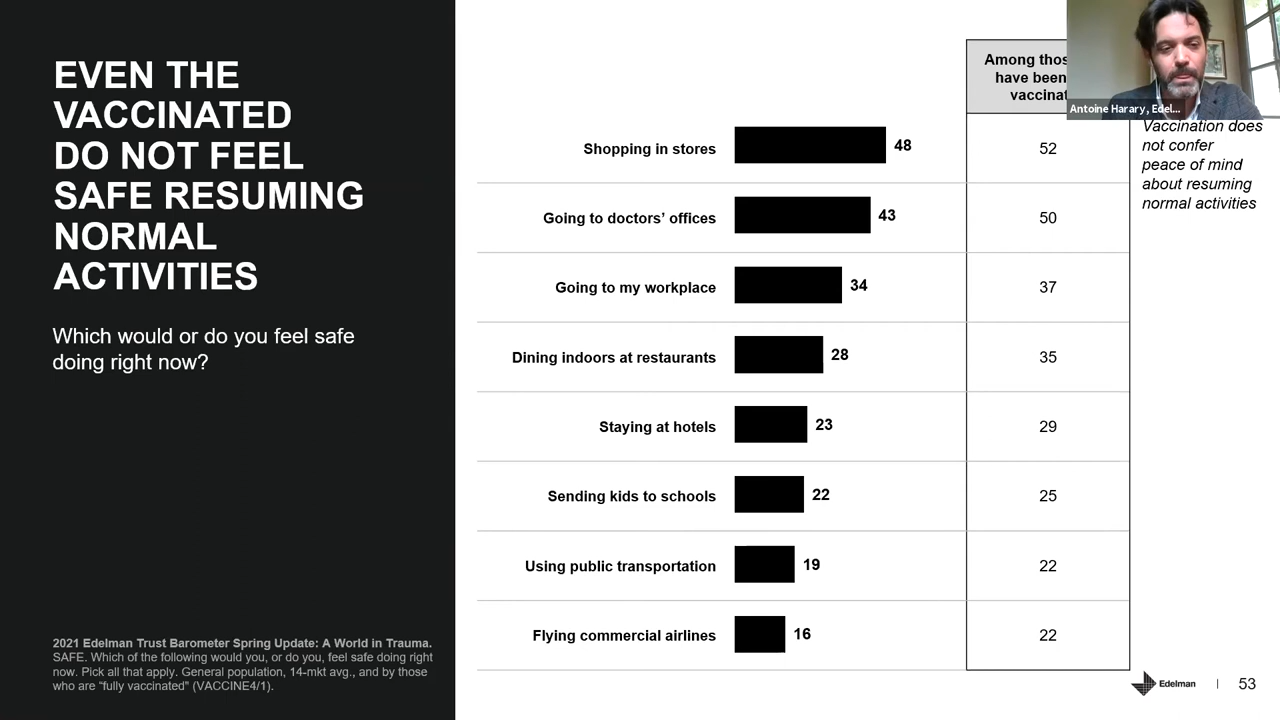 EVEN THE
VACCINATED
DO NOT FEEL
SAFE RESUMING
NORMAL
ACTIVITIES
Which would or do you feel safe
doing right now?
2021 Edelman Trust Barometer Spring Update: A World in Trauma.
SAFE. Which of the following would you, or do you, feel safe doing right
now. Pick all that apply. General population, 14-mkt avg., and by those
who are "fully vaccinated" (VACCINE4/1).
Among
have been
Antoine Harary, Edel...
Vaccination does
not confer
peace of mind
about resuming
normal activities
Shopping in stores 48 52
Going to doctors’ offices 43 50
Going to my workplace 34 37
Dining indoors at restaurants 28 35
Staying at hotels 23 29
Sending kids to schools 22 25
Using public transportation 19 22
Flying commercial airlines 16 22
Edelman | 53